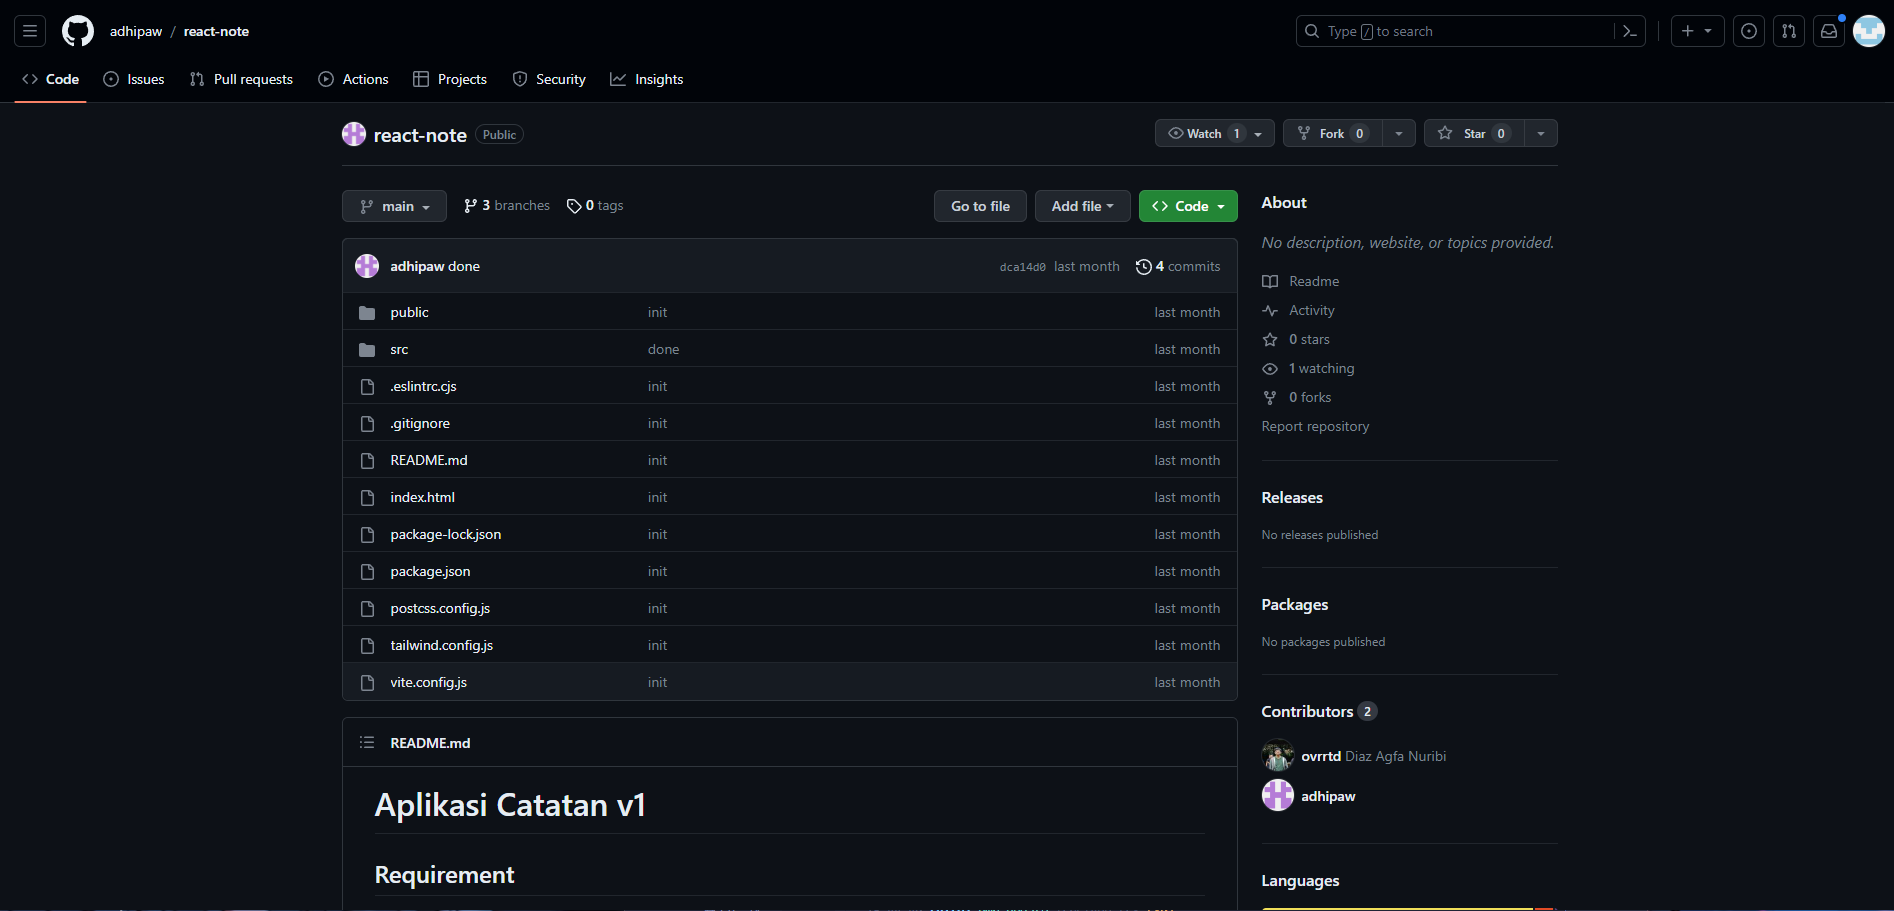 adhipaw / react-note
Type / to search
Code Issues Pull requests Actions Projects Security Insights
react-note Public
Watch 1 Fork 0 Star 0
main 3 branches 0 tags
Go to file Add file Code
adhipaw done dca14d0 last month 4 commits
public init last month
src done last month
.eslintrc.cjs init last month
.gitignore init last month
README.md init last month
index.html init last month
package-lock.json init last month
package.json init last month
postcss.config.js init last month
tailwind.config.js init last month
vite.config.js init last month
README.md
Aplikasi Catatan v1
Requirement
About
No description, website, or topics provided.
Readme
Activity
0 stars
1 watching
0 forks
Report repository
Releases
No releases published
Packages
No packages published
Contributors 2
ovrrtd Diaz Agfa Nuribi
adhipaw
Languages